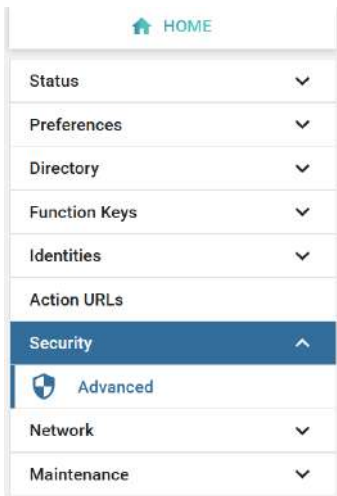 HOME
Status
Preferences
Directory
Function Keys
Identities
Action URLs
Security
Advanced
Network
Maintenance